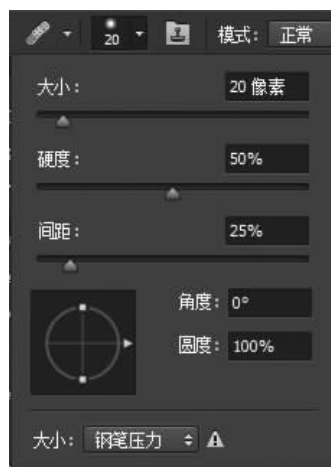 20 模式: 正常
大小: 20 像素
硬度: 50%
间距: 25%
角度: 0°
圆度: 100%
大小: 钢笔压力